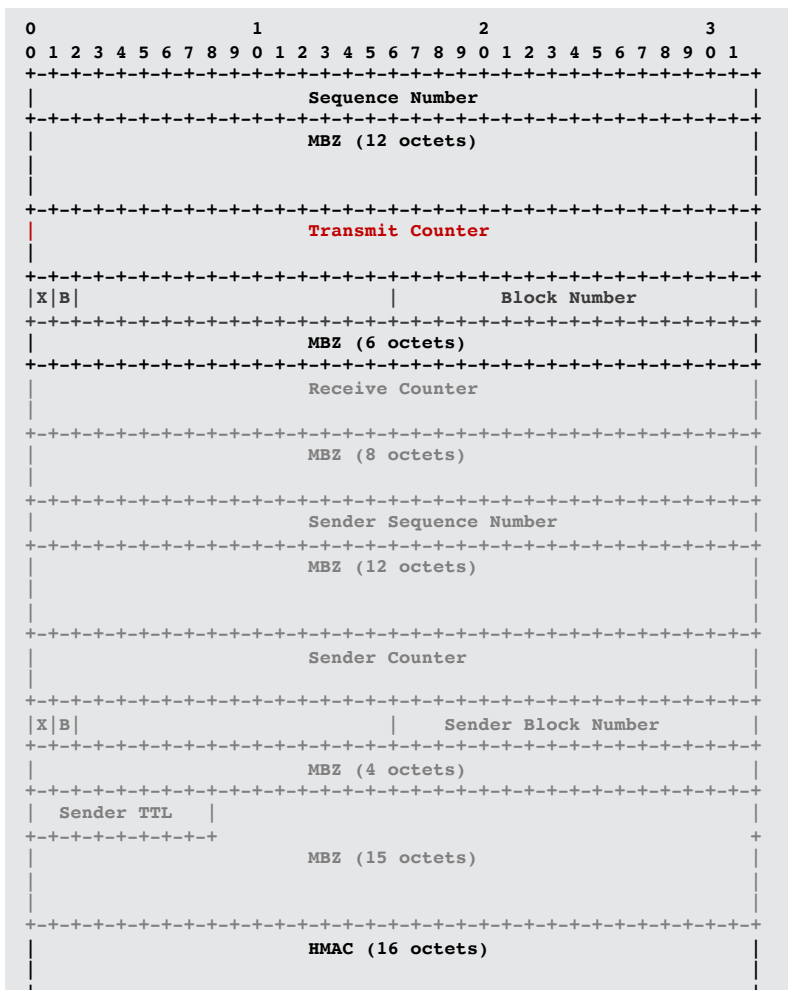 0                   1                   2                   3
0 1 2 3 4 5 6 7 8 9 0 1 2 3 4 5 6 7 8 9 0 1 2 3 4 5 6 7 8 9 0 1
+-+-+-+-+-+-+-+-+-+-+-+-+-+-+-+-+-+-+-+-+-+-+-+-+-+-+-+-+-+-+-+-+
|                        Sequence Number                        |
+-+-+-+-+-+-+-+-+-+-+-+-+-+-+-+-+-+-+-+-+-+-+-+-+-+-+-+-+-+-+-+-+
|                        MBZ (12 octets)                        |
|                                                               |
|                                                               |
+-+-+-+-+-+-+-+-+-+-+-+-+-+-+-+-+-+-+-+-+-+-+-+-+-+-+-+-+-+-+-+-+
|                        Transmit Counter                       |
|                                                               |
+-+-+-+-+-+-+-+-+-+-+-+-+-+-+-+-+-+-+-+-+-+-+-+-+-+-+-+-+-+-+-+-+
|X|B|                           |         Block Number          |
+-+-+-+-+-+-+-+-+-+-+-+-+-+-+-+-+-+-+-+-+-+-+-+-+-+-+-+-+-+-+-+-+
|                        MBZ (6 octets)                         |
+-+-+-+-+-+-+-+-+-+-+-+-+-+-+-+-+-+-+-+-+-+-+-+-+-+-+-+-+-+-+-+-+
|                        Receive Counter                        |
|                                                               |
+-+-+-+-+-+-+-+-+-+-+-+-+-+-+-+-+-+-+-+-+-+-+-+-+-+-+-+-+-+-+-+-+
|                        MBZ (8 octets)                         |
|                                                               |
+-+-+-+-+-+-+-+-+-+-+-+-+-+-+-+-+-+-+-+-+-+-+-+-+-+-+-+-+-+-+-+-+
|                        Sender Sequence Number                 |
+-+-+-+-+-+-+-+-+-+-+-+-+-+-+-+-+-+-+-+-+-+-+-+-+-+-+-+-+-+-+-+-+
|                        MBZ (12 octets)                        |
|                                                               |
|                                                               |
+-+-+-+-+-+-+-+-+-+-+-+-+-+-+-+-+-+-+-+-+-+-+-+-+-+-+-+-+-+-+-+-+
|                        Sender Counter                         |
|                                                               |
+-+-+-+-+-+-+-+-+-+-+-+-+-+-+-+-+-+-+-+-+-+-+-+-+-+-+-+-+-+-+-+-+
|X|B|                           |    Sender Block Number        |
+-+-+-+-+-+-+-+-+-+-+-+-+-+-+-+-+-+-+-+-+-+-+-+-+-+-+-+-+-+-+-+-+
|                        MBZ (4 octets)                         |
+-+-+-+-+-+-+-+-+-+-+-+-+-+-+-+-+-+-+-+-+-+-+-+-+-+-+-+-+-+-+-+-+
|  Sender TTL   |                                               |
+-+-+-+-+-+-+-+-+                                               +
|                        MBZ (15 octets)                        |
|                                                               |
|                                                               |
+-+-+-+-+-+-+-+-+-+-+-+-+-+-+-+-+-+-+-+-+-+-+-+-+-+-+-+-+-+-+-+-+
|                        HMAC (16 octets)                       |
|                                                               |
|                                                               |